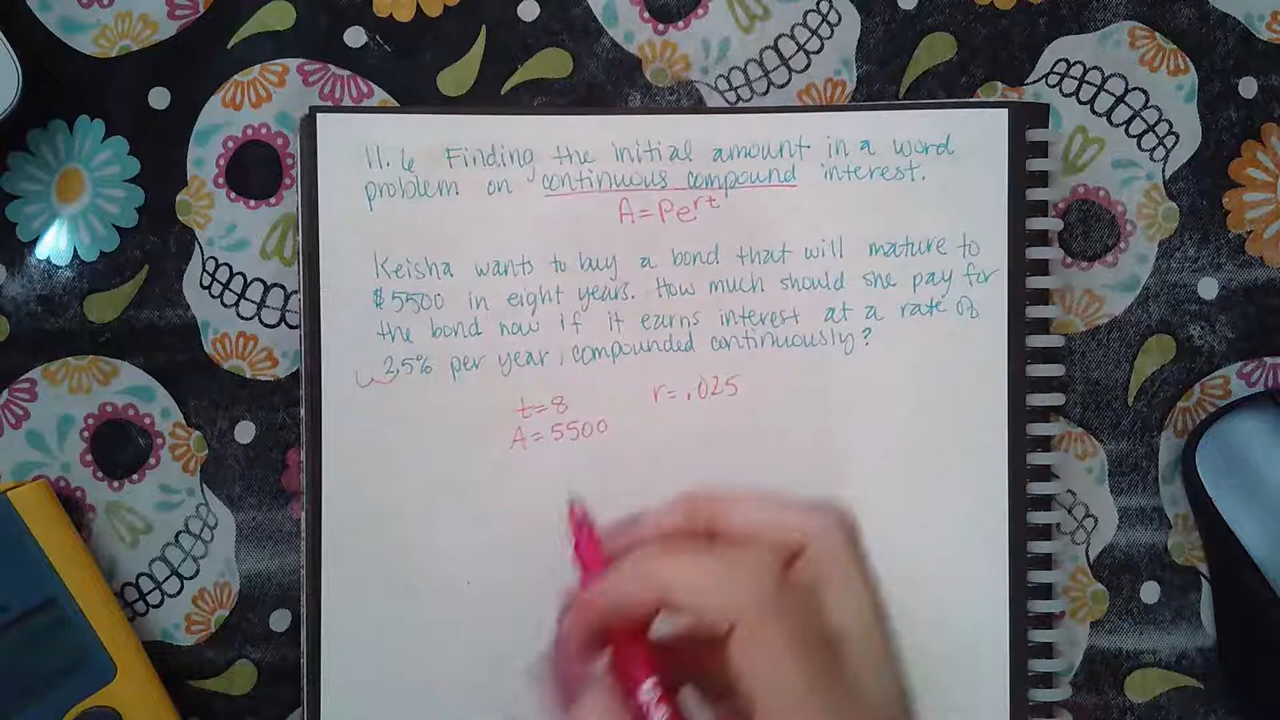 11.6 Finding the initial amount in a word
problem on continuous compound interest.
A=Pe^rt
Keisha wants to buy a bond that will mature to
$5500 in eight years. How much should she pay for
the bond now if it earns interest at a rate of
2.5% per year, compounded continuously?
t=8 r=.025
A=5500